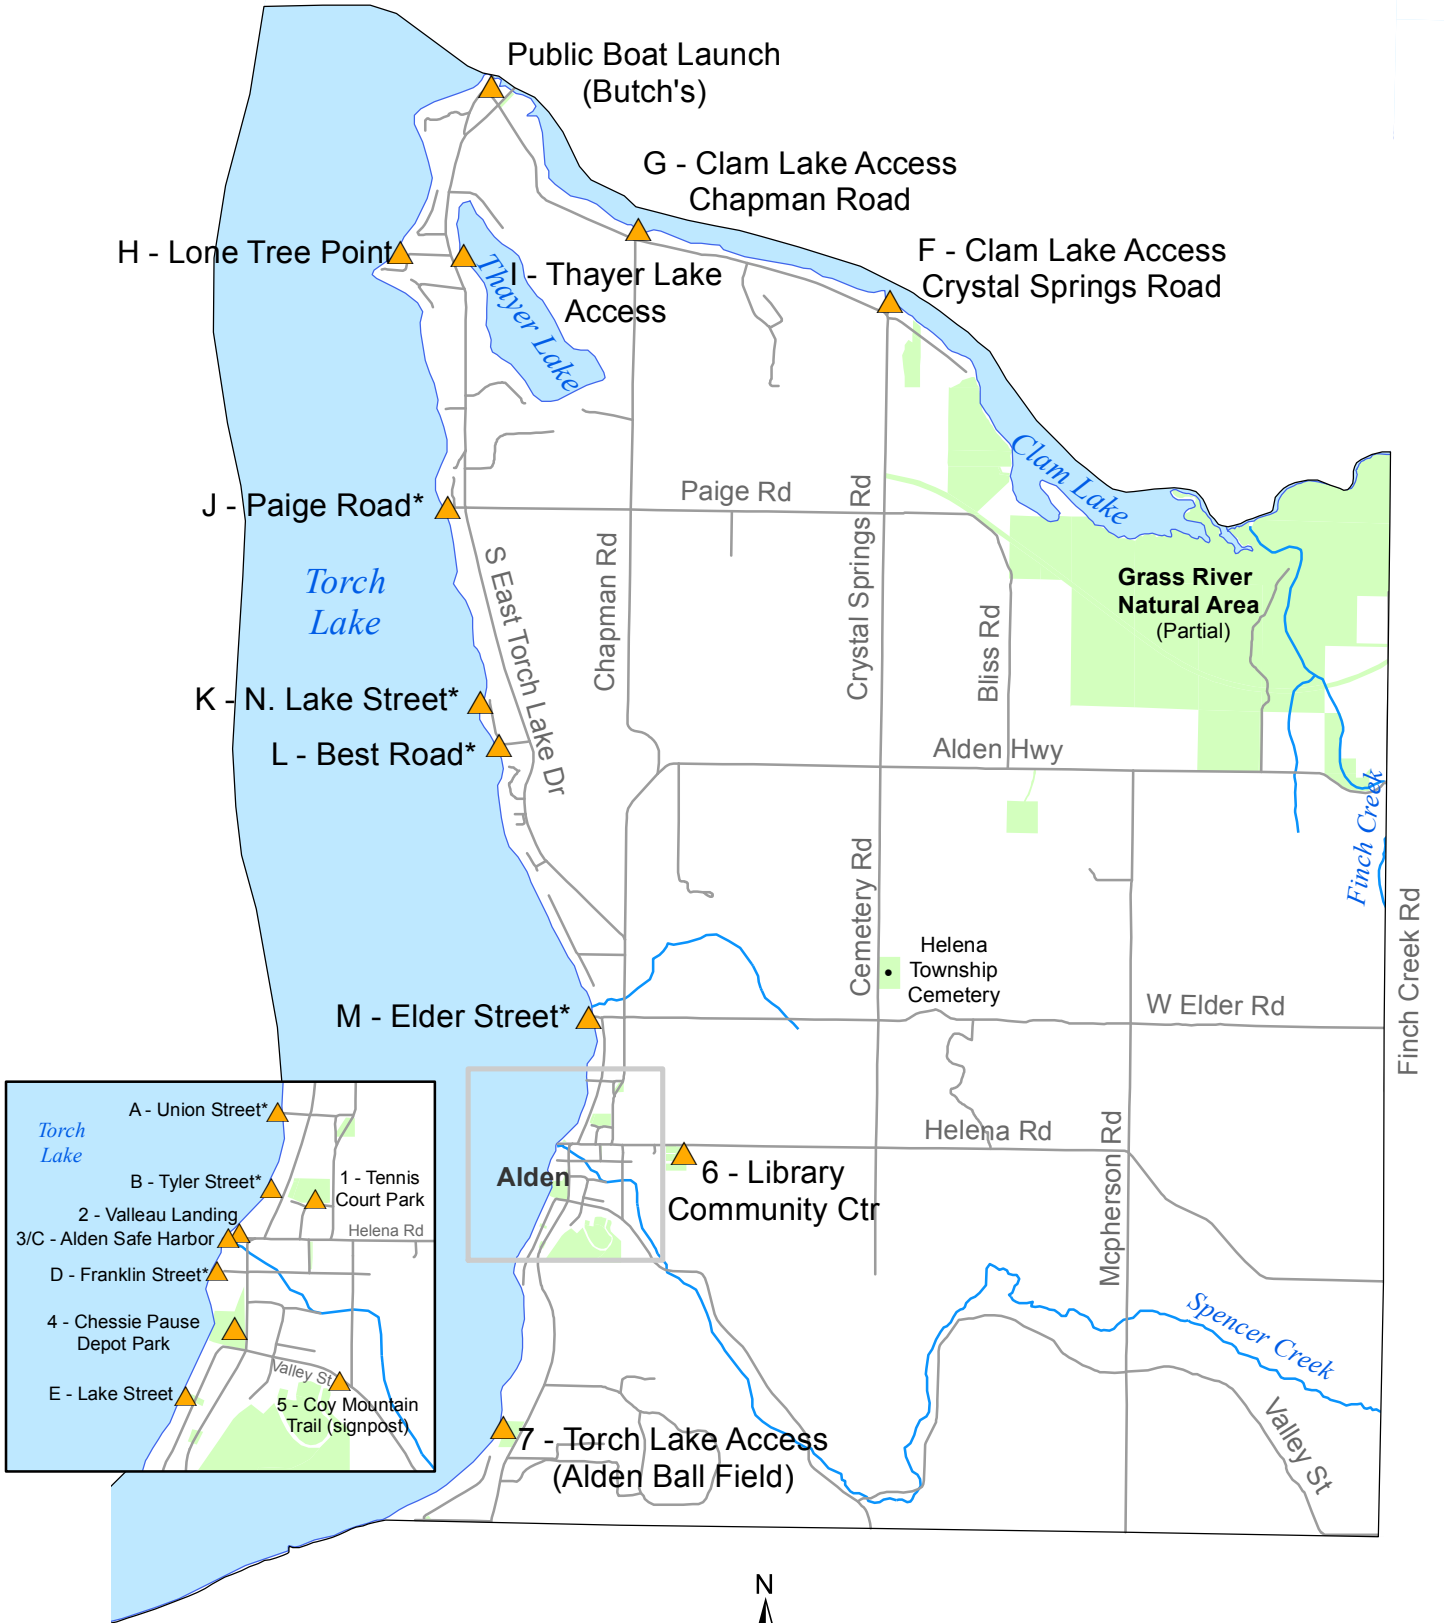 Public Boat Launch
(Butch's)
G - Clam Lake Access
Chapman Road
F - Clam Lake Access
Crystal Springs Road
H - Lone Tree Point
I - Thayer Lake
Access
Thayer Lake
Clam Lake
J - Paige Road*
Paige Rd
Torch
Lake
S East Torch Lake Dr
Chapman Rd
Crystal Springs Rd
Bliss Rd
Grass River
Natural Area
(Partial)
K - N. Lake Street*
L - Best Road*
Alden Hwy
Finch Creek
Finch Creek Rd
Cemetery Rd
Helena
Township
Cemetery
W Elder Rd
M - Elder Street*
Helena Rd
Mcpherson Rd
Alden
6 - Library
Community Ctr
Spencer Creek
Valley St
7 - Torch Lake Access
(Alden Ball Field)
A - Union Street*
Torch
Lake
B - Tyler Street*
1 - Tennis
Court Park
2 - Valleau Landing
Helena Rd
3/C - Alden Safe Harbor
D - Franklin Street*
4 - Chessie Pause
Depot Park
Valley St
E - Lake Street
5 - Coy Mountain
Trail (signpost)
N